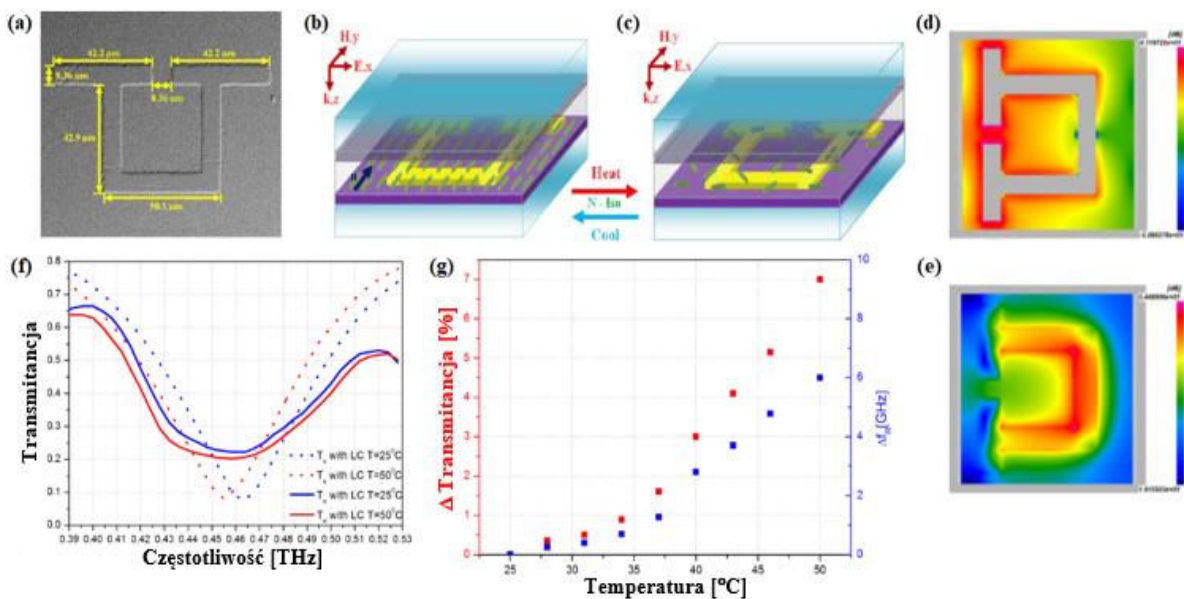 (a)
42.2 μm
42.2 μm
8.36 μm
8.36 μm
42.9 μm
50.1 μm
(b)
H,y
E,x
k,z
n
Heat
N - Iso
Cool
(c)
H,y
E,x
k,z
(d)
[dB]
(e)
[dB]
(f)
Transmitancja
0.8
0.7
0.6
0.5
0.4
0.3
0.2
0.1
0.0
with LC T=25°C
with LC T=50°C
with LC T=25°C
with LC T=50°C
0.39 0.40 0.41 0.42 0.43 0.44 0.45 0.46 0.47 0.48 0.49 0.50 0.51 0.52 0.53
Częstotliwość [THz]
(g)
Δ Transmitancja [%]
7
6
5
4
3
2
1
0
10
8
6
4
2
0
[GHz]
25 30 35 40 45 50
Temperatura [°C]